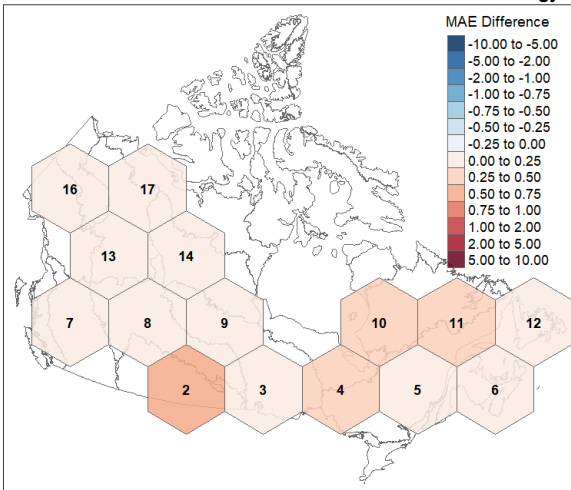 gy
MAE Difference
-10.00 to -5.00
-5.00 to -2.00
-2.00 to -1.00
-1.00 to -0.75
-0.75 to -0.50
-0.50 to -0.25
-0.25 to 0.00
0.00 to 0.25
0.25 to 0.50
0.50 to 0.75
0.75 to 1.00
1.00 to 2.00
2.00 to 5.00
5.00 to 10.00
16 17
13 14
7 8 9 10 11 12
2 3 4 5 6